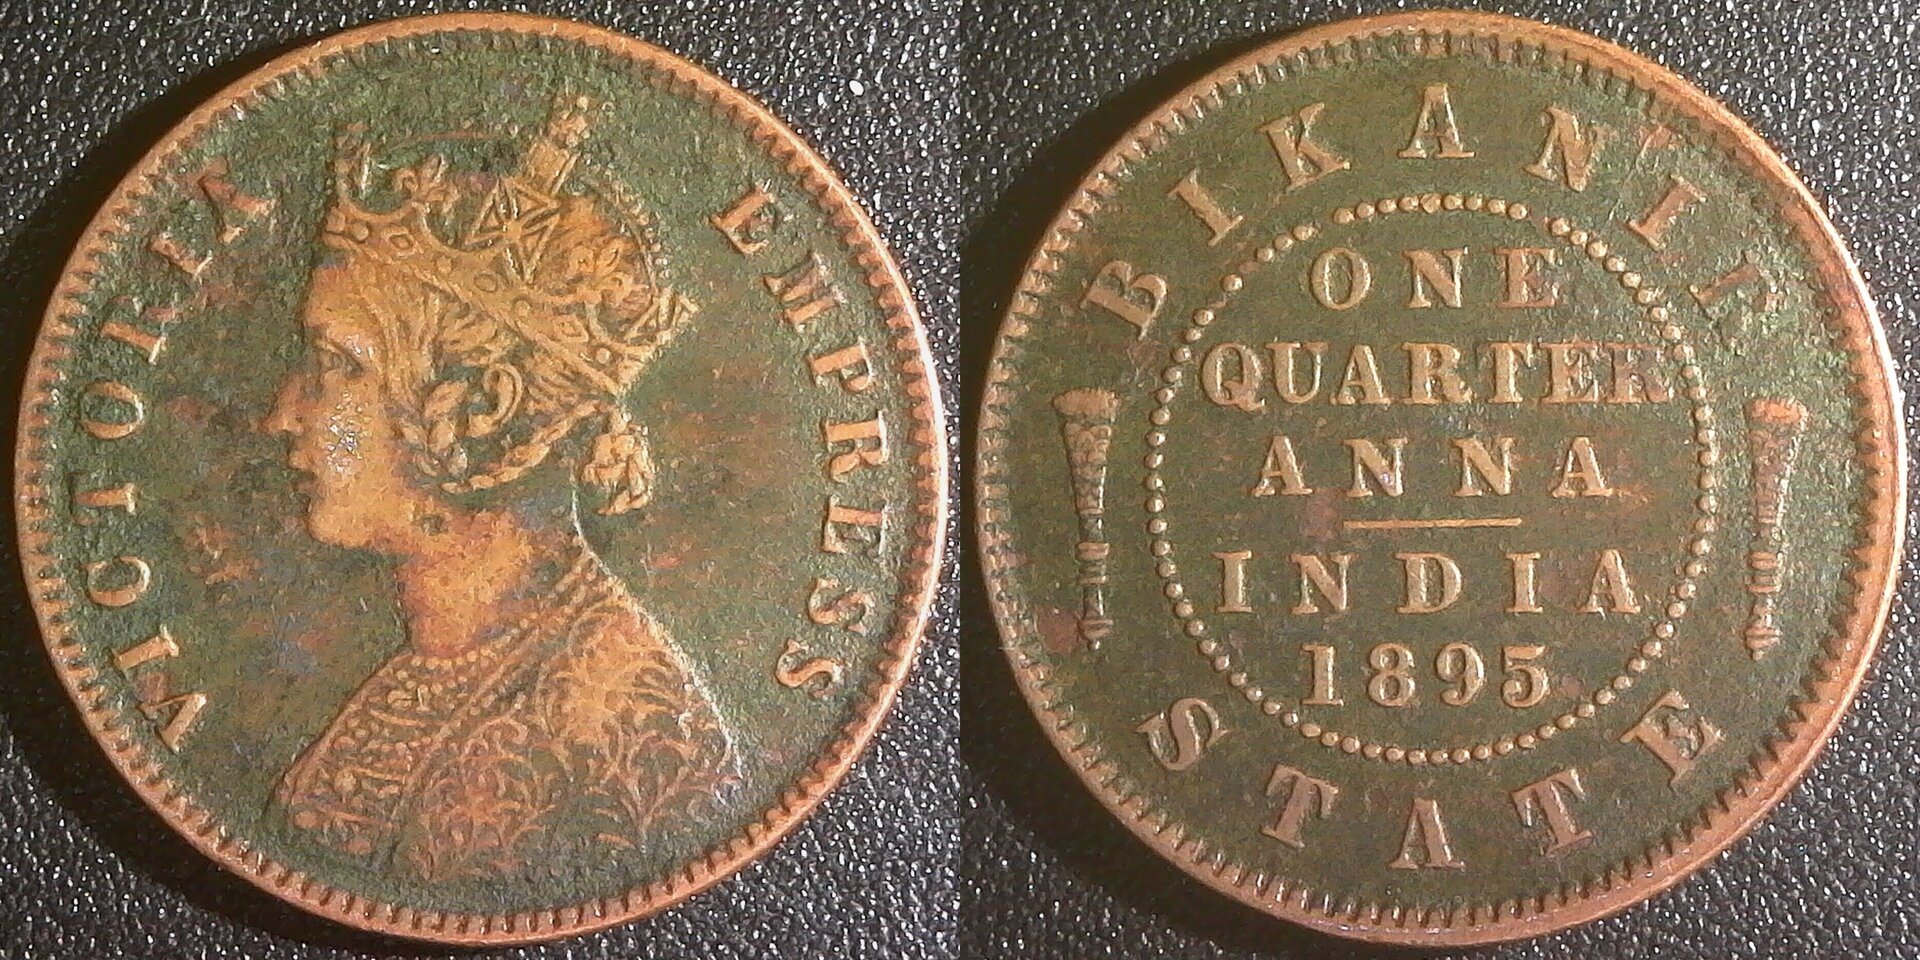 VICTORIA EMPRESS
BIKANIR
ONE
QUARTER
ANNA
INDIA
1895
STATE